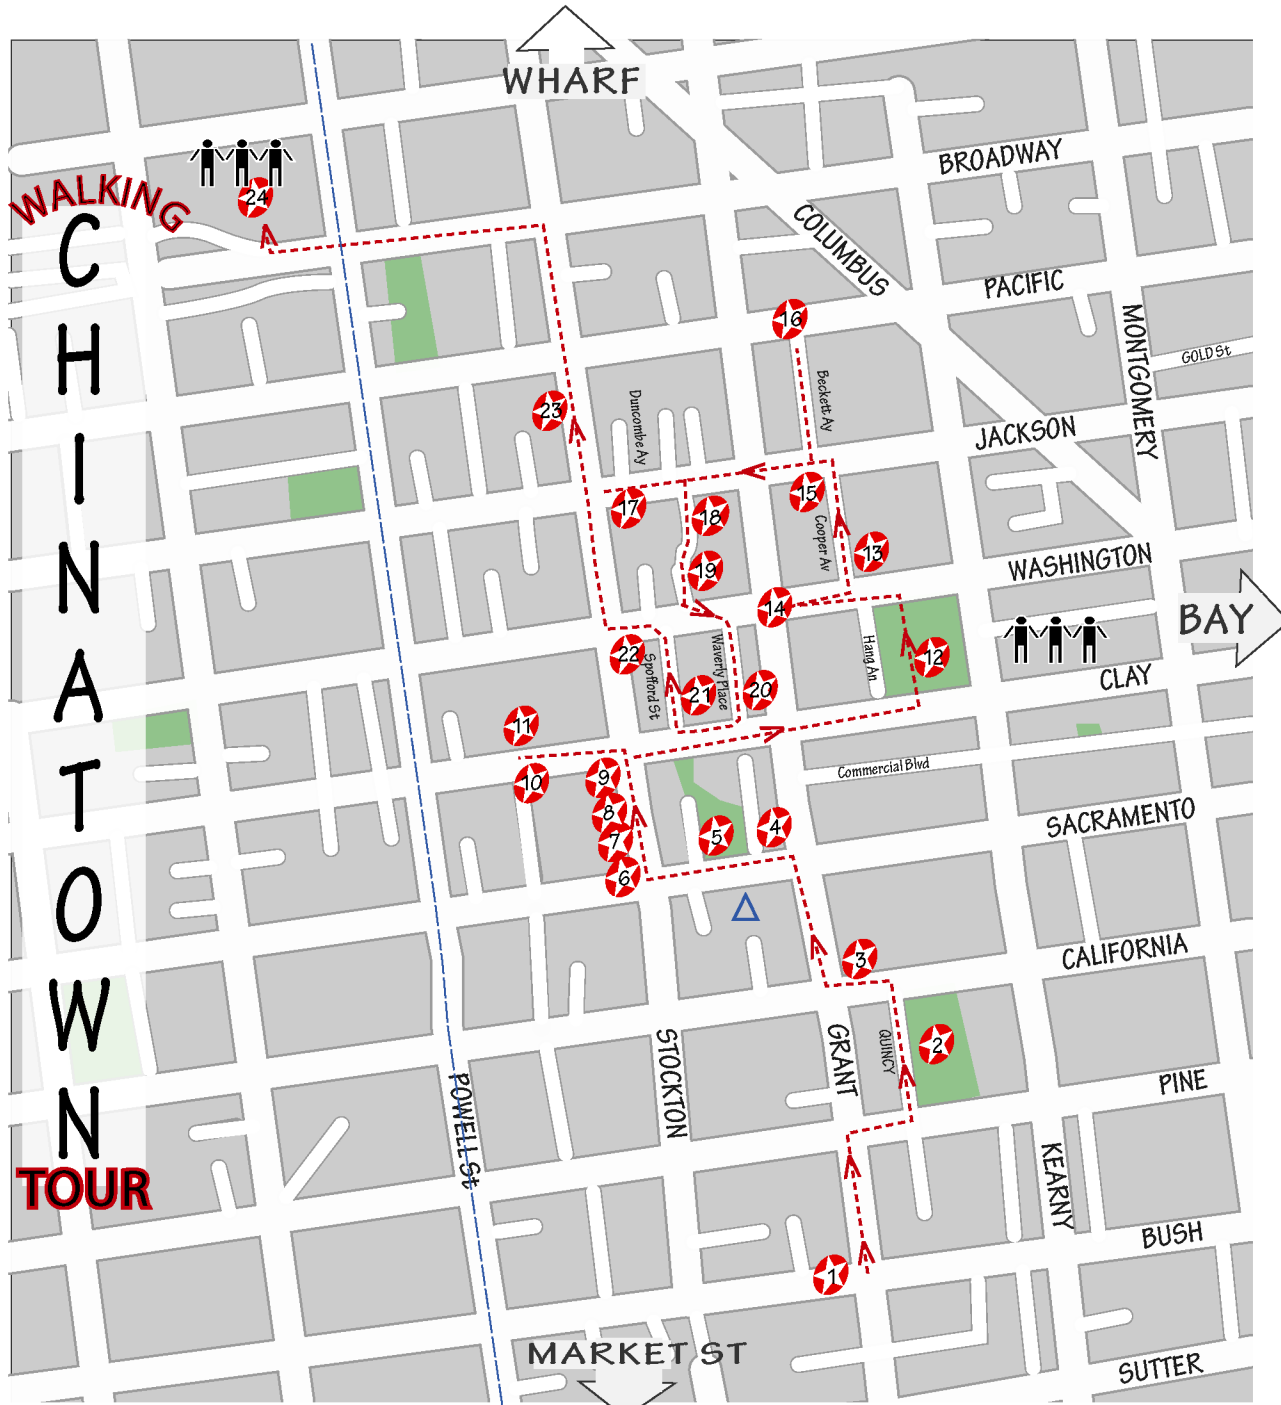 WHARF
BROADWAY
24
WALKING
CHINATOWN
TOUR
COLUMBUS
PACIFIC
16
MONTGOMERY
GOLD St
Beckett Ay
23
Duncombe Ay
JACKSON
17
18
15
Cooper Av
13
19
WASHINGTON
14
BAY
22
Spofford St
Waverly Place
Hang An
12
21
20
CLAY
11
10
9
Commercial Blvd
8
7
6
5
4
SACRAMENTO
3
CALIFORNIA
2
QUINCY
GRANT
STOCKTON
POWELL St
PINE
KEARNY
BUSH
1
MARKET ST
SUTTER